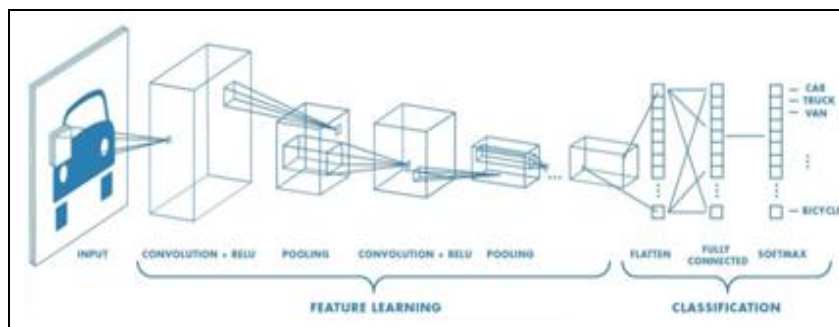 CAR
TRUCK
VAN
BICYCLE
INPUT
CONVOLUTION + RELU
POOLING
CONVOLUTION + RELU
POOLING
FLATTEN
FULLY
CONNECTED
SOFTMAX
FEATURE LEARNING
CLASSIFICATION